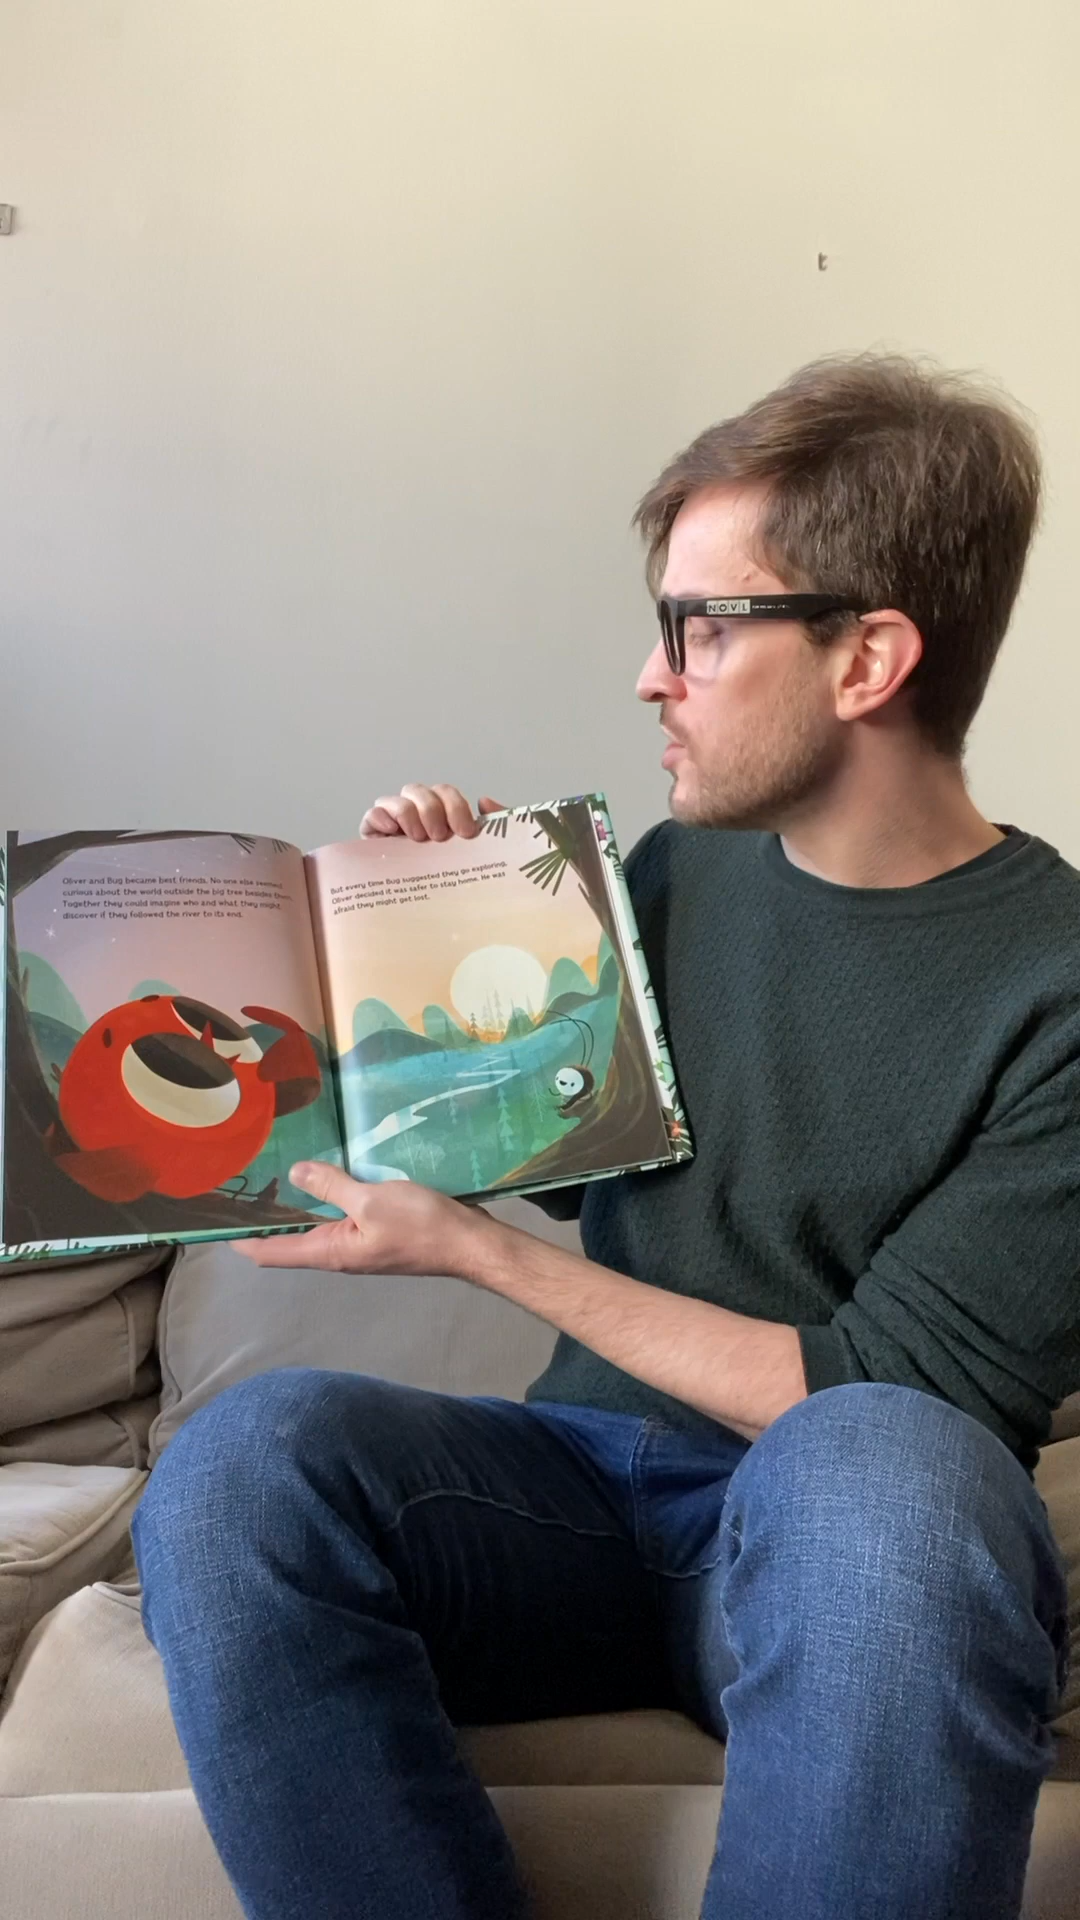 Oliver and Bug became best friends. No one else seemed
curious about the world outside the big tree besides them.
Together they could imagine who and what they might
discover if they followed the river to its end.
But every time Bug suggested they go exploring,
Oliver decided it was safer to stay home. He was
afraid they might get lost.
NOVL